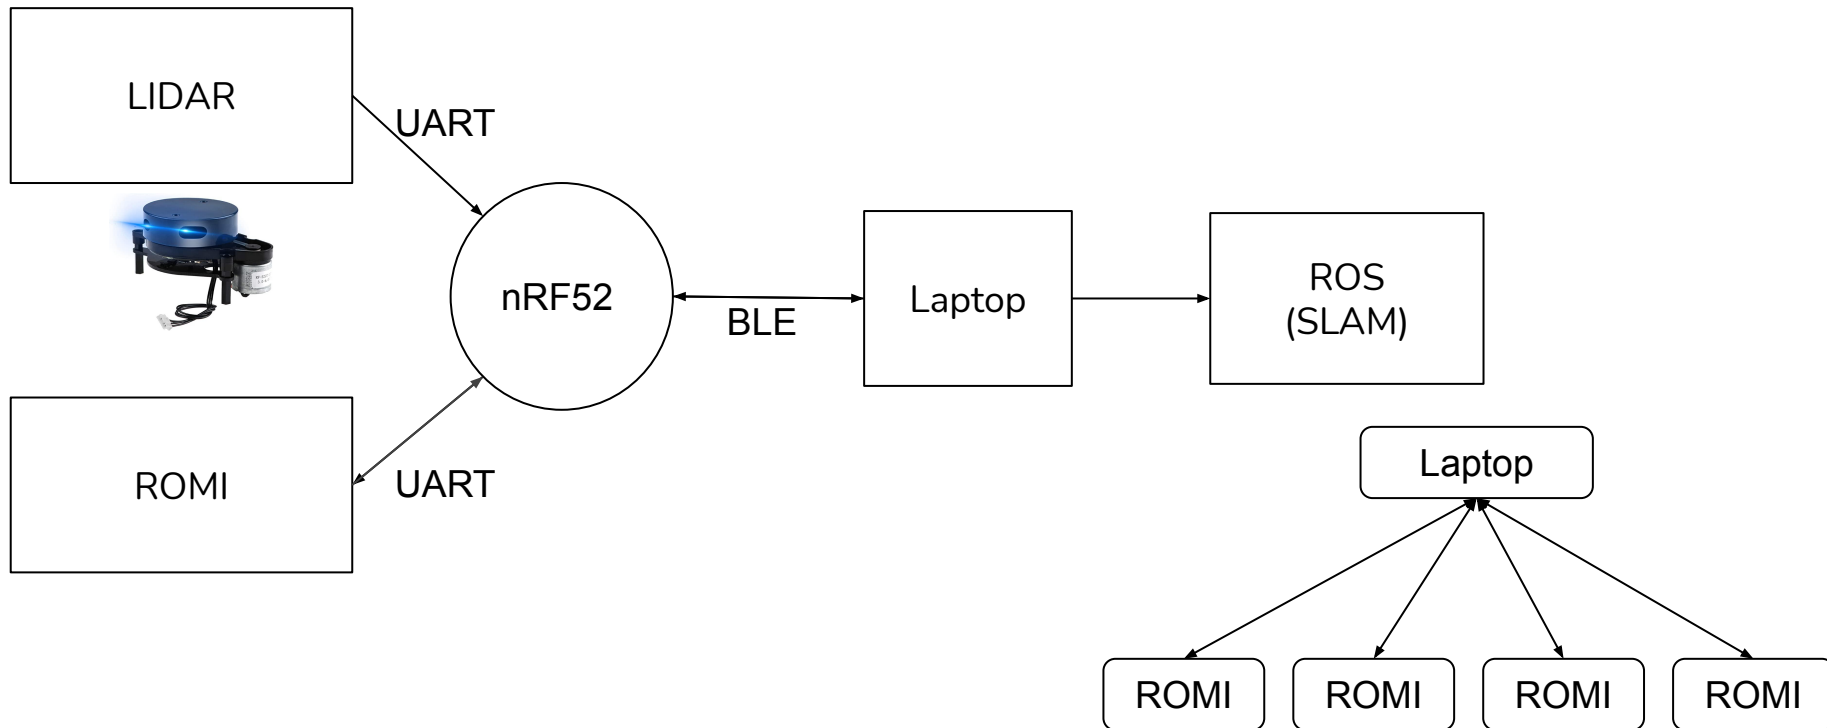 LIDAR
UART
nRF52
BLE
Laptop
ROS
(SLAM)
ROMI
UART
Laptop
ROMI
ROMI
ROMI
ROMI